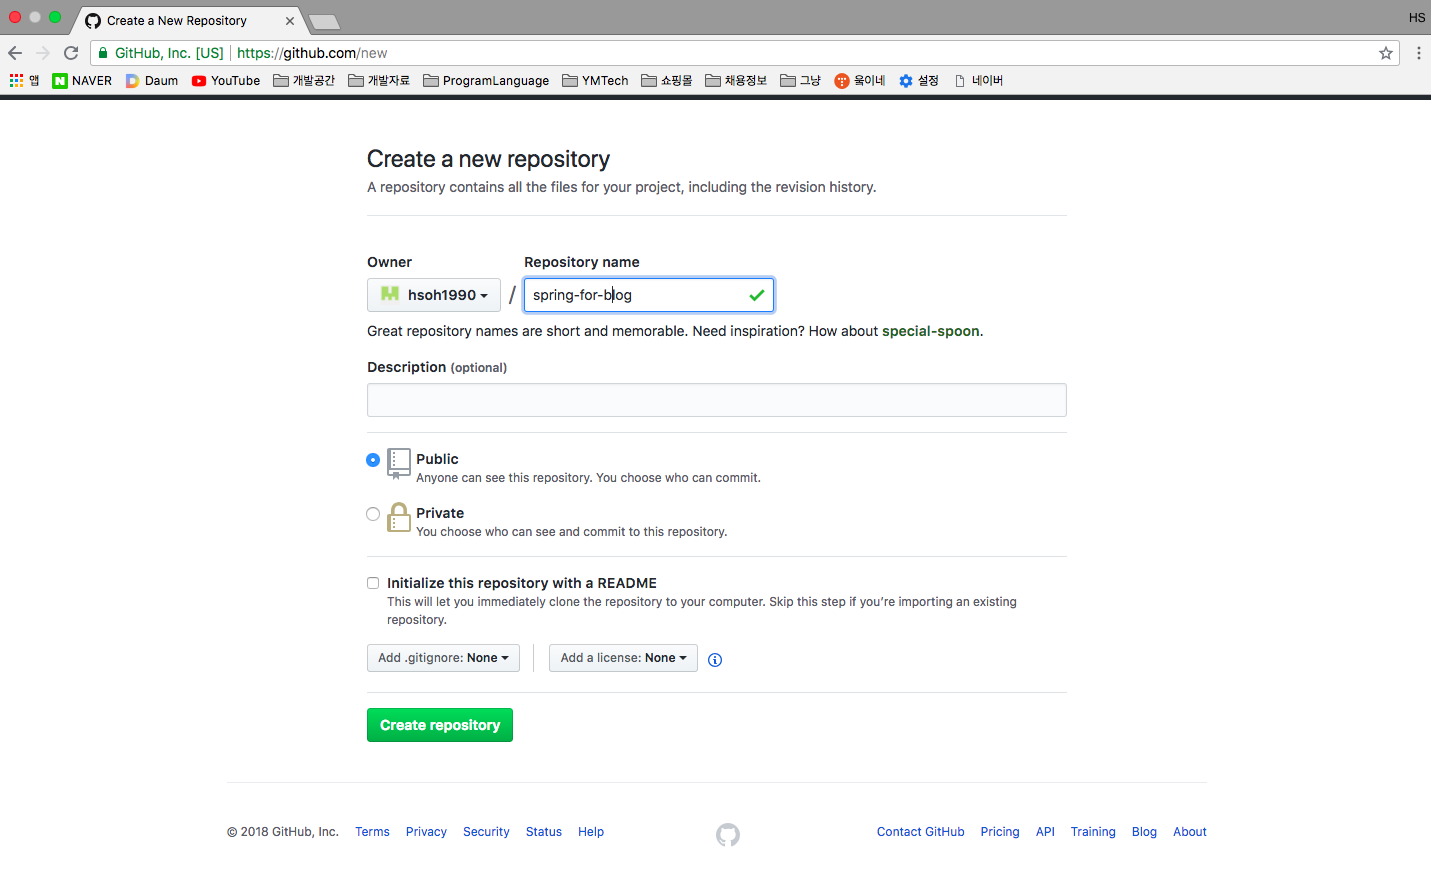 Create a New Repository
HS
GitHub, Inc. [US] https://github.com/new
앱 NAVER Daum YouTube 개발공간 개발자료 ProgramLanguage YMTech 쇼핑몰 채용정보 그냥 욬이네 설정 네이버
Create a new repository
A repository contains all the files for your project, including the revision history.
Owner Repository name
hsoh1990 / spring-for-blog
Great repository names are short and memorable. Need inspiration? How about special-spoon.
Description (optional)
Public
Anyone can see this repository. You choose who can commit.
Private
You choose who can see and commit to this repository.
Initialize this repository with a README
This will let you immediately clone the repository to your computer. Skip this step if you're importing an existing
repository.
Add .gitignore: None Add a license: None
Create repository
© 2018 GitHub, Inc. Terms Privacy Security Status Help Contact GitHub Pricing API Training Blog About